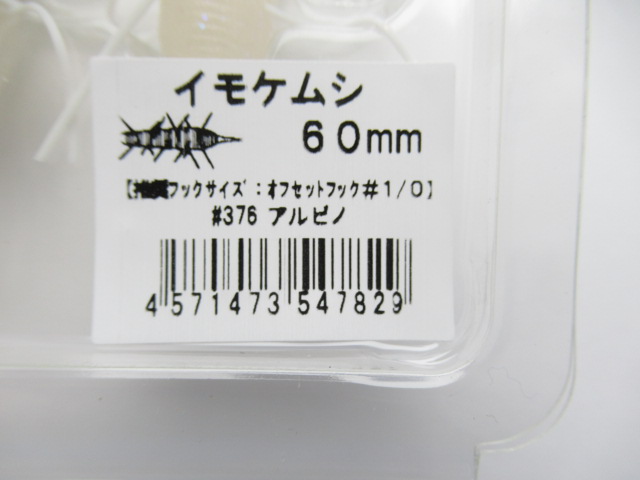 イモケムシ
60mm
【推奨フックサイズ:オフセットフック#1/0】
#376 アルビノ
4 571473 547829